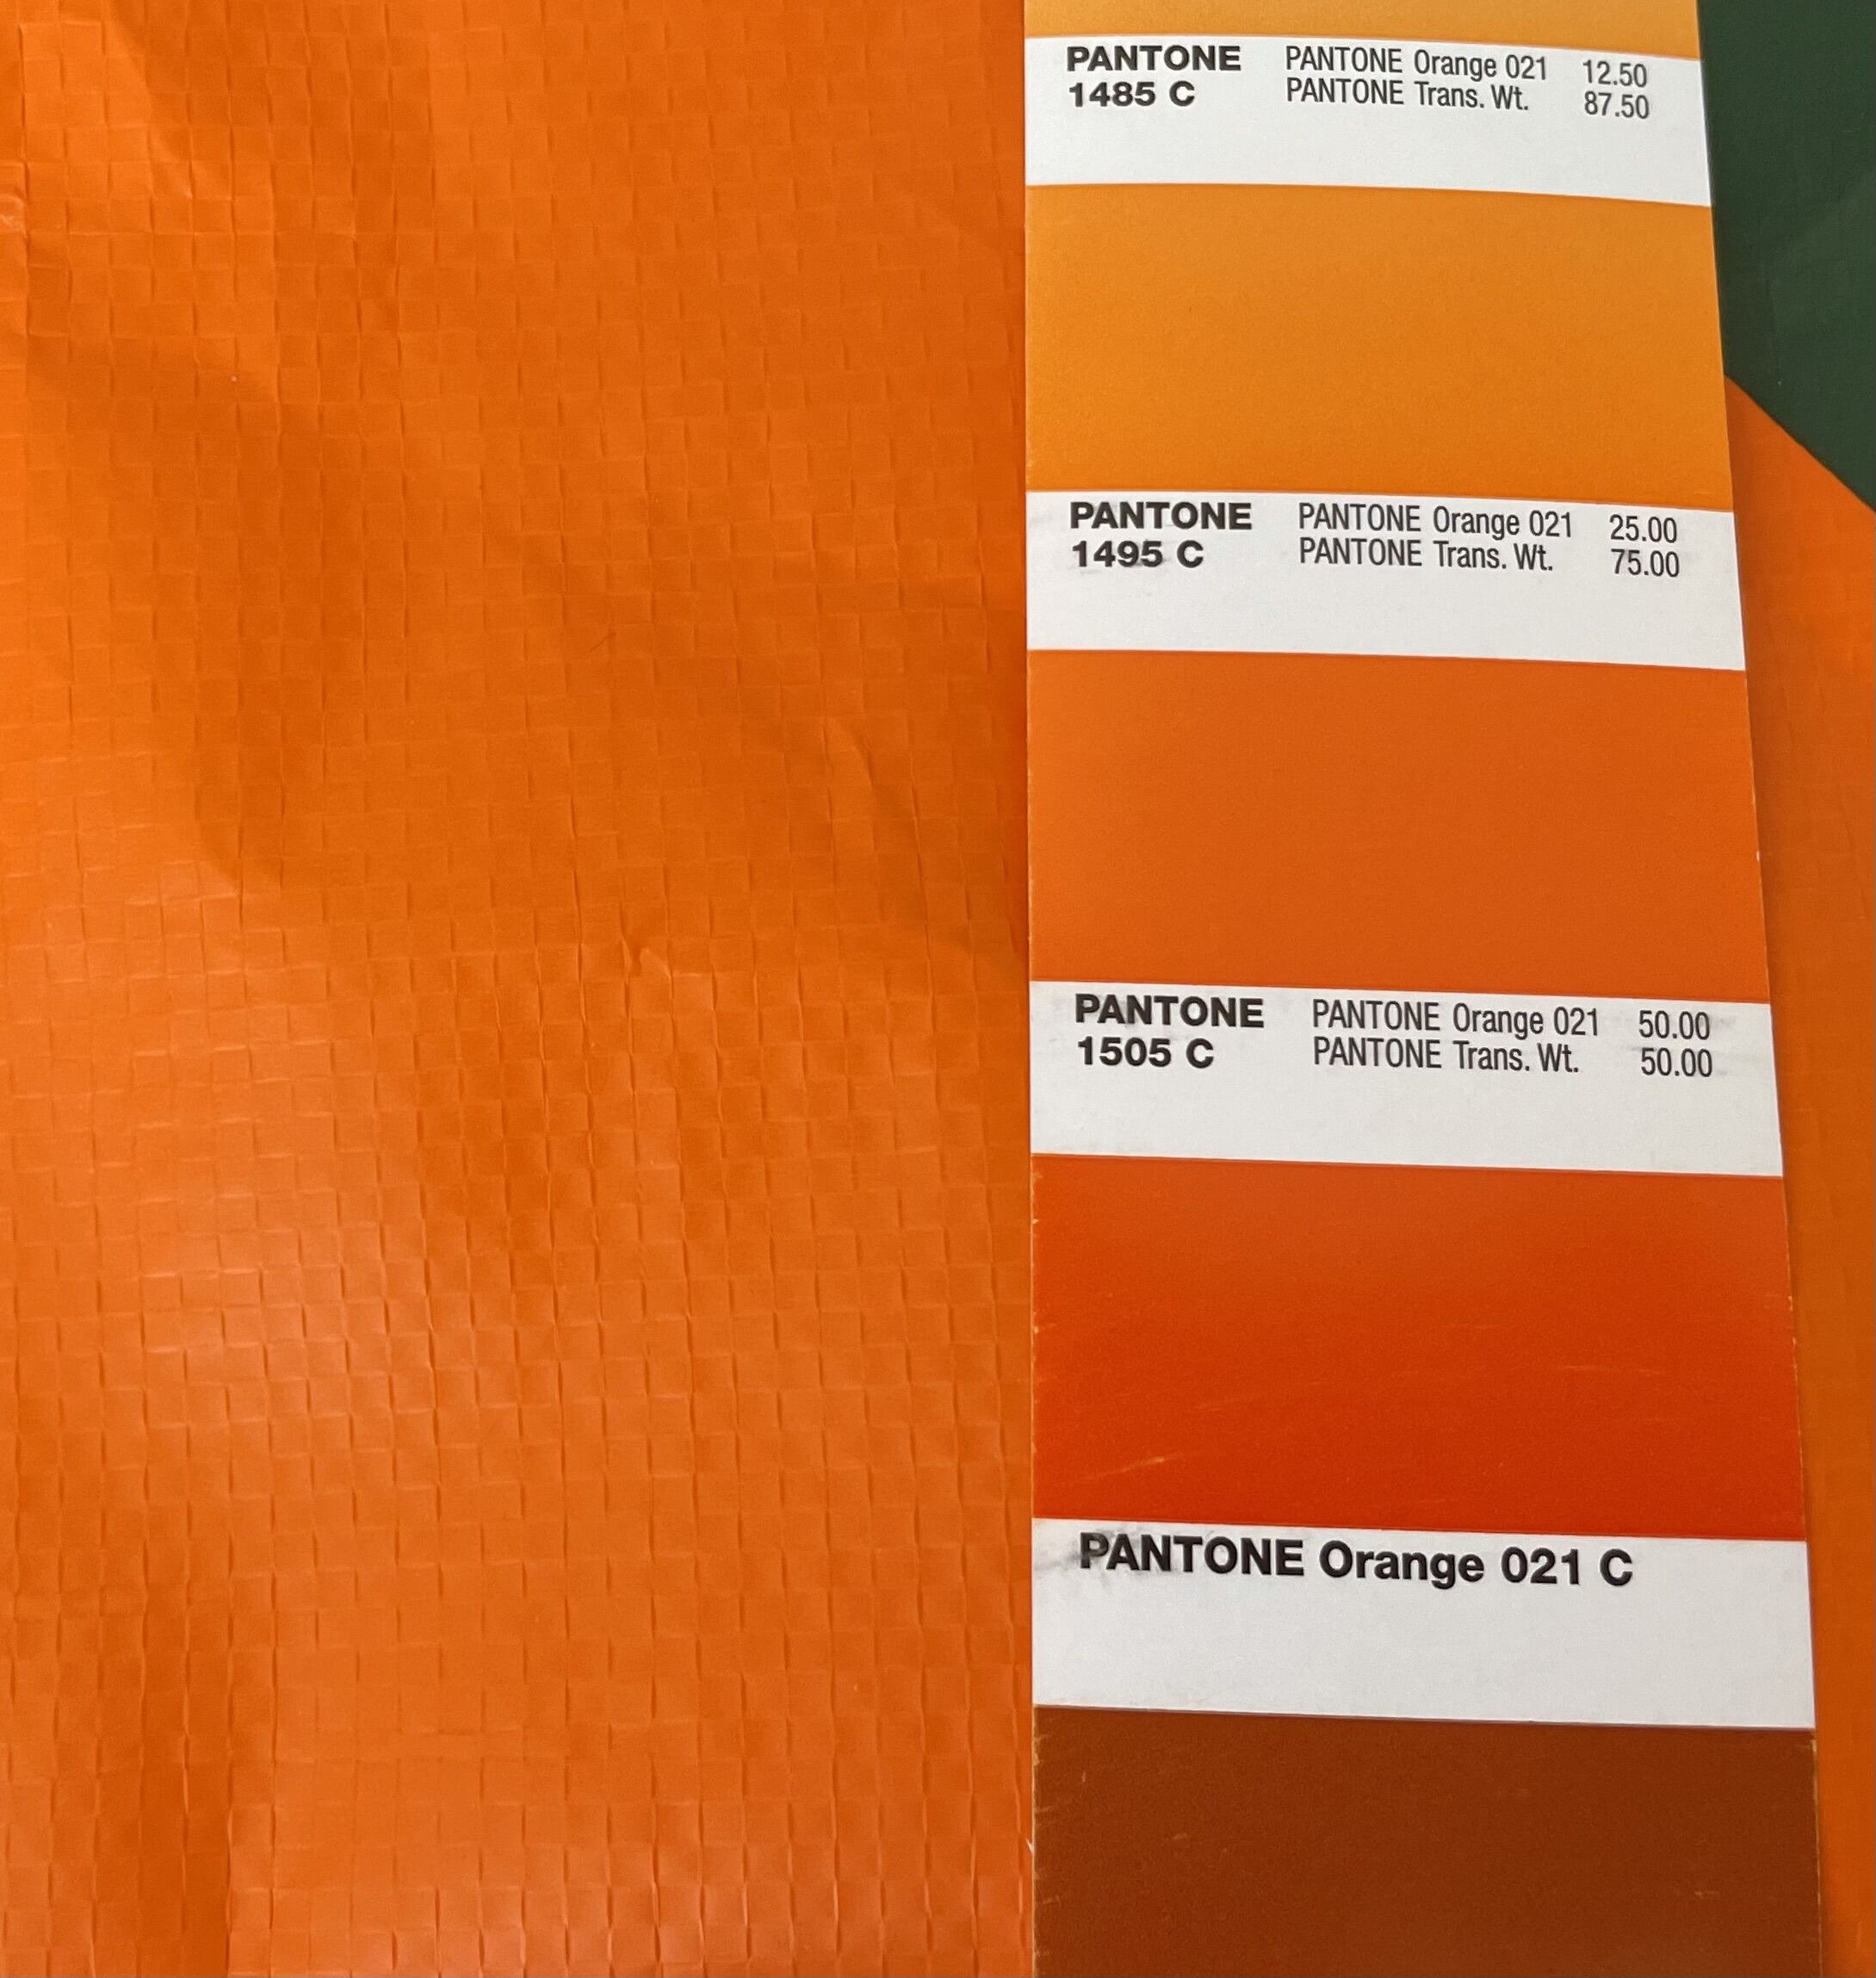 PANTONE PANTONE Orange 021 12.50
1485 C PANTONE Trans. Wt. 87.50
PANTONE PANTONE Orange 021 25.00
1495 C PANTONE Trans. Wt. 75.00
PANTONE PANTONE Orange 021 50.00
1505 C PANTONE Trans. Wt. 50.00
PANTONE Orange 021 C